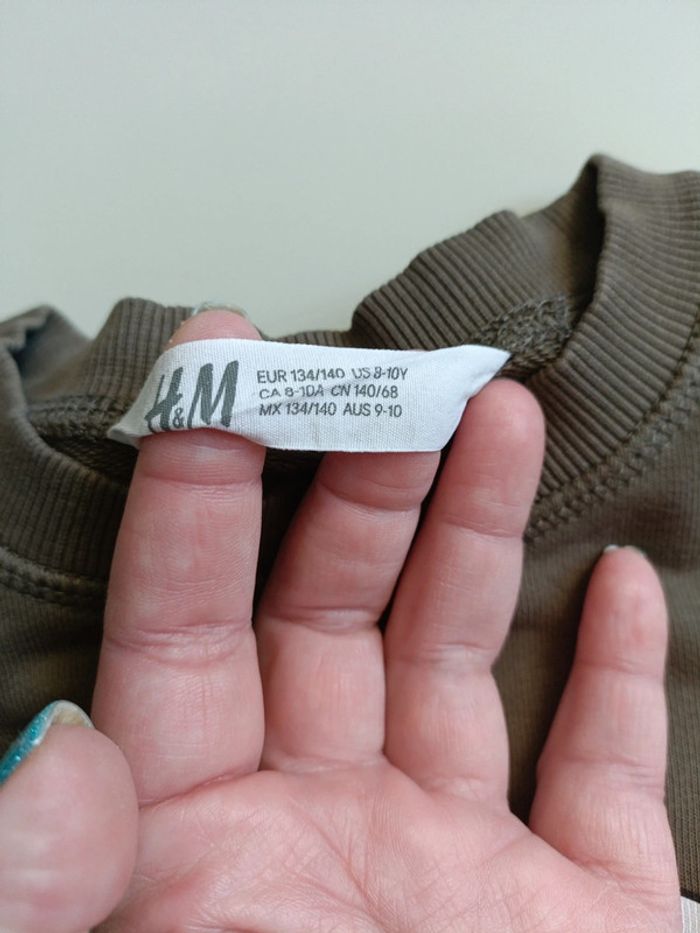 H&M
EUR 134/140 US 8-10Y
CA 8-10A CN 140/68
MX 134/140 AUS 9-10